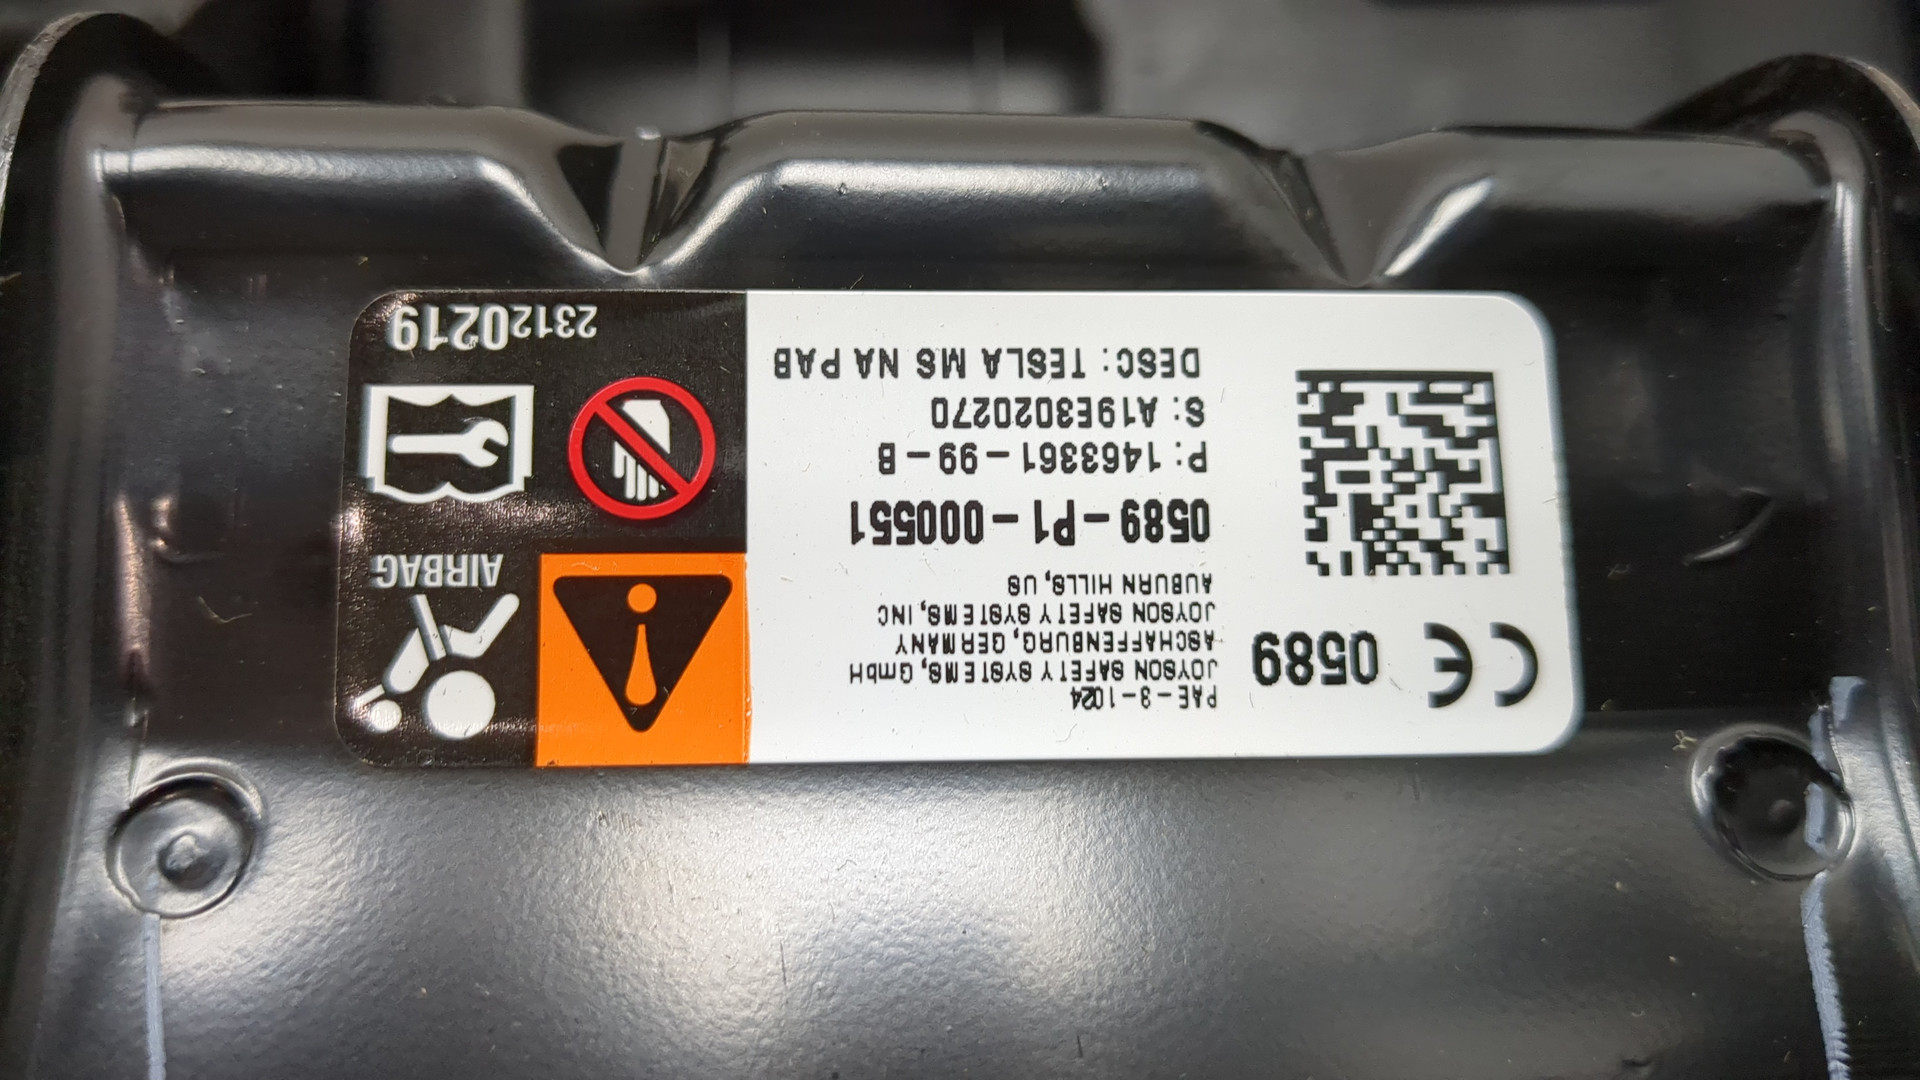 CE 0589
PAE-3-1024
JOYSON SAFETY SYSTEMS, GmbH
ASCHAFFENBURG, GERMANY
JOYSON SAFETY SYSTEMS, INC
AUBURN HILLS, US
0589-P1-000551
P: 1463361-99-B
S: A19E3020270
DESC: TESLA MS NA PAB
AIRBAG
23120219